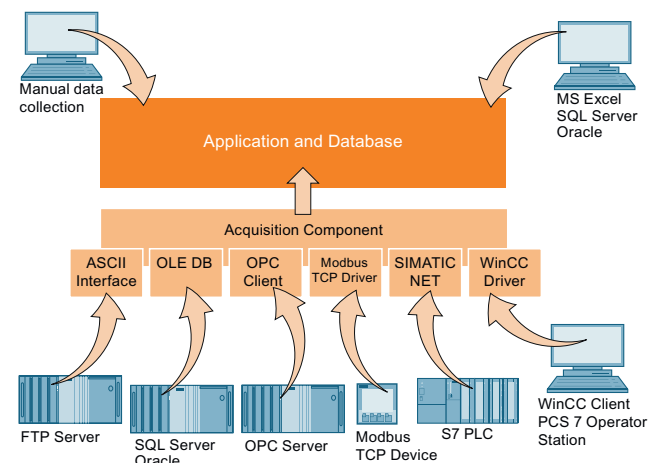 Manual data
collection
MS Excel
SQL Server
Oracle
Application and Database
Acquisition Component
ASCII
Interface
OLE DB
OPC
Client
Modbus
TCP Driver
SIMATIC
NET
WinCC
Driver
FTP Server
SQL Server
Oracle
OPC Server
Modbus
TCP Device
S7 PLC
WinCC Client
PCS 7 Operator
Station